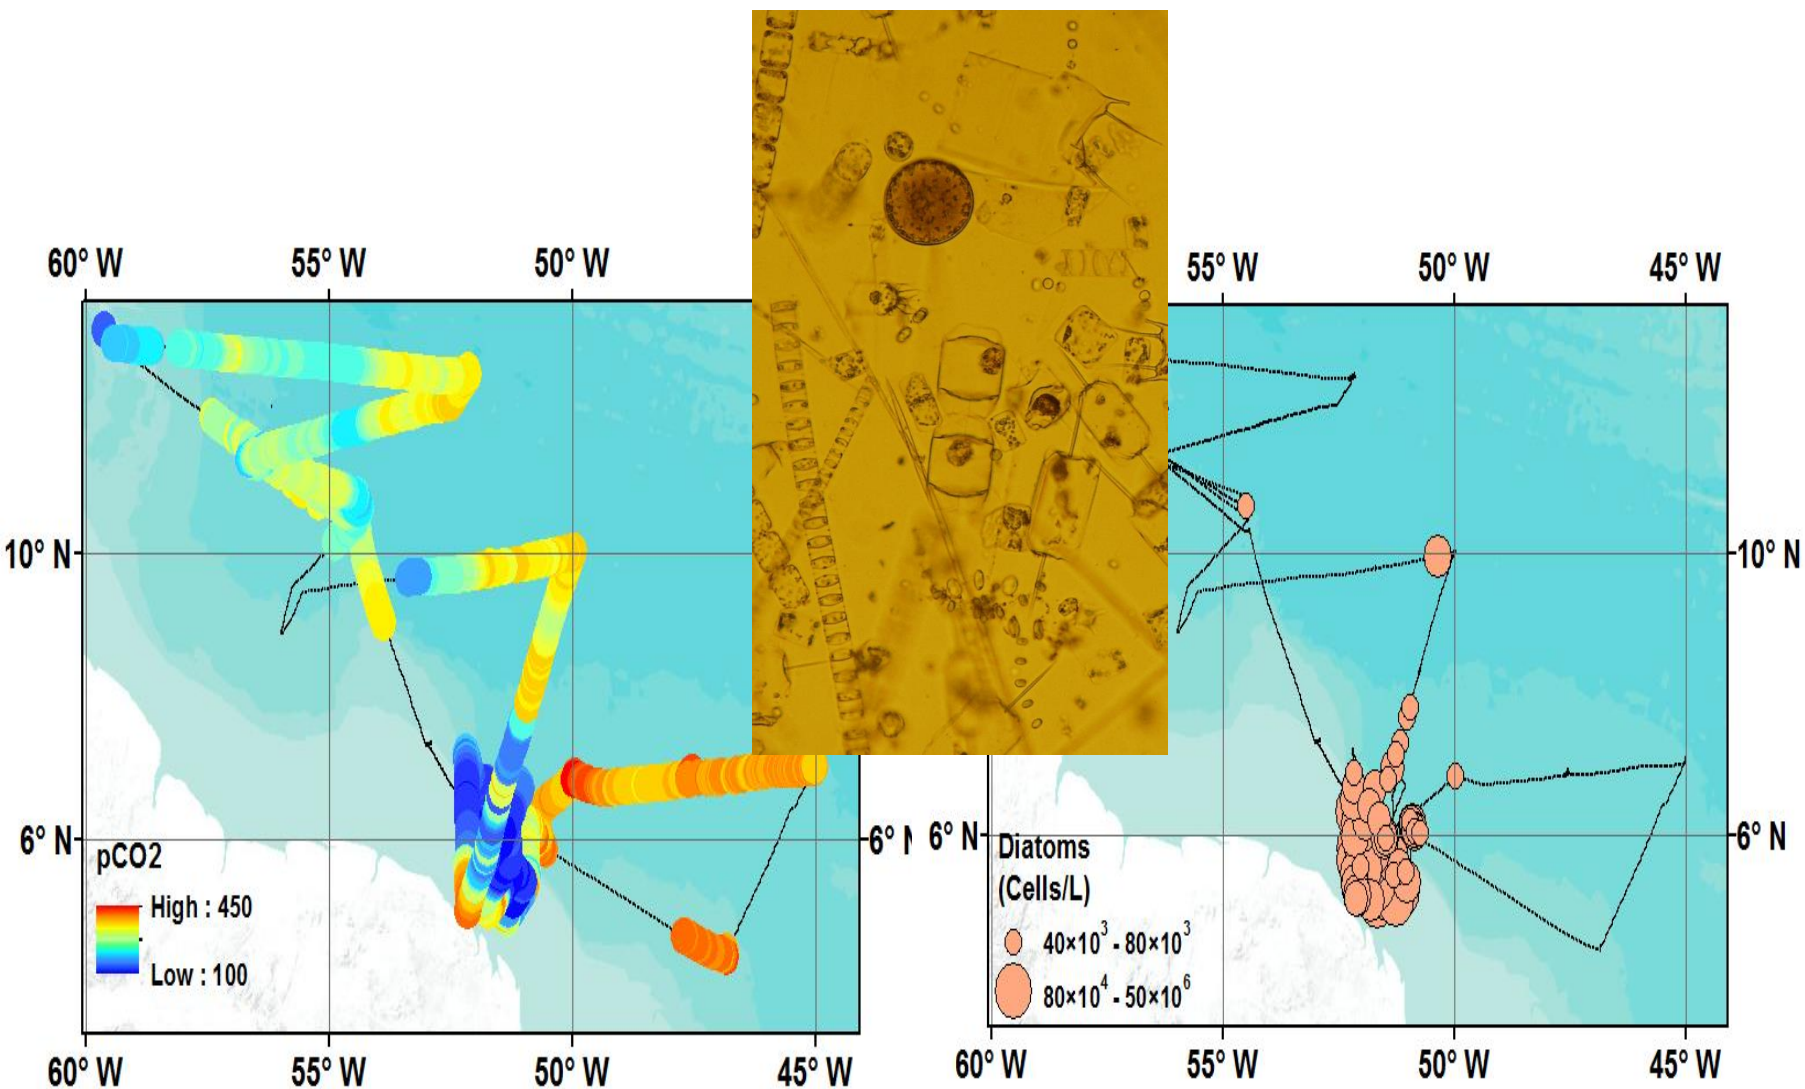 60° W 55° W 50° W
10° N
6° N
6° N
pCO2
High : 450
Low : 100
60° W 55° W 50° W 45° W
55° W 50° W 45° W
10° N
6° N
6° N
Diatoms
(Cells/L)
40×10³ - 80×10³
80×10⁴ - 50×10⁶
60° W 55° W 50° W 45° W